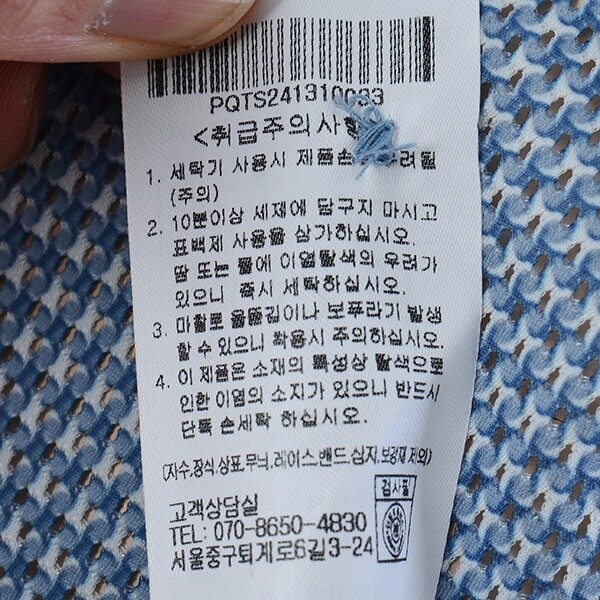 PQTS241310033
<취급주의사항
1. 세탁기 사용시 제품손 우려됨
(주의)
2. 10분이상 세제에 담구지 마시고
표백제 사용을 삼가하십시오.
땀 또는 물에 이염탈색의 우려가
있으니 즉시 세탁하십시오.
3. 마찰로 올뜯김이나 보푸라기 발생
할 수 있으니 착용시 주의하십시오.
4. 이 제품은 소재의 특성상 탈색으로
인한 이염의 소지가 있으니 반드시
단독 손세탁 하십시오.
(자수,장식,상표,무늬,레이스,밴드,심지,보강재 제외)
고객상담실
TEL: 070-8650-4830
서울중구퇴계로6길3-24
검사필